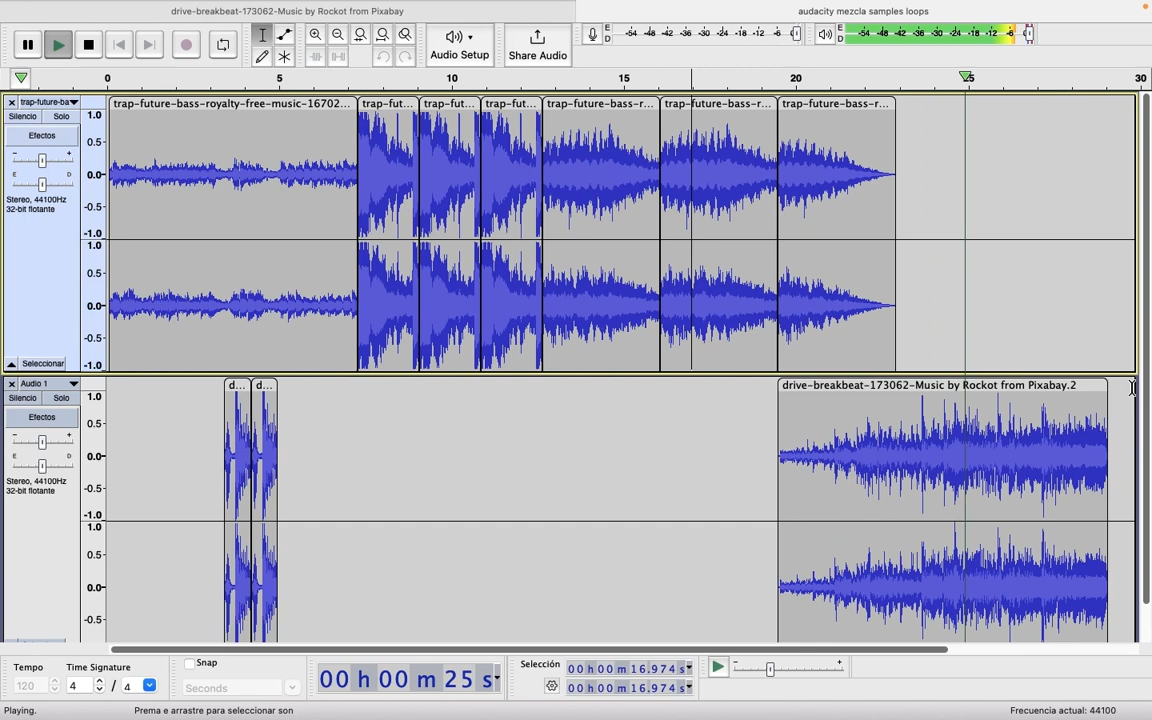 drive-breakbeat-173062-Music by Rockot from Pixabay
audacity mezcla samples loops
Audio Setup
Share Audio
E
D
-54 -48 -42 -36 -30 -24 -18 -12 -6
E
D
-54 -48 -42 -36 -30 -24 -18 -12 -6
0 5 10 15 20 25 30
trap-future-ba
Silencio Solo
Efectos
- +
E D
Stereo, 44100Hz
32-bit flotante
Seleccionar
1.0
0.5
0.0
-0.5
-1.0
1.0
0.5
0.0
-0.5
-1.0
trap-future-bass-royalty-free-music-16702...
trap-fut...
trap-fut...
trap-fut...
trap-future-bass-r...
trap-future-bass-r...
trap-future-bass-r...
Audio 1
Silencio Solo
Efectos
- +
E D
Stereo, 44100Hz
32-bit flotante
1.0
0.5
0.0
-0.5
-1.0
1.0
0.5
0.0
-0.5
d...
d...
drive-breakbeat-173062-Music by Rockot from Pixabay.2
Tempo
120
Time Signature
4 / 4
Snap
Seconds
00 h 00 m 25 s
Selección
00 h 00 m 16.974 s
00 h 00 m 16.974 s
- +
Playing.
Prema e arrastre para seleccionar son
Frecuencia actual: 44100